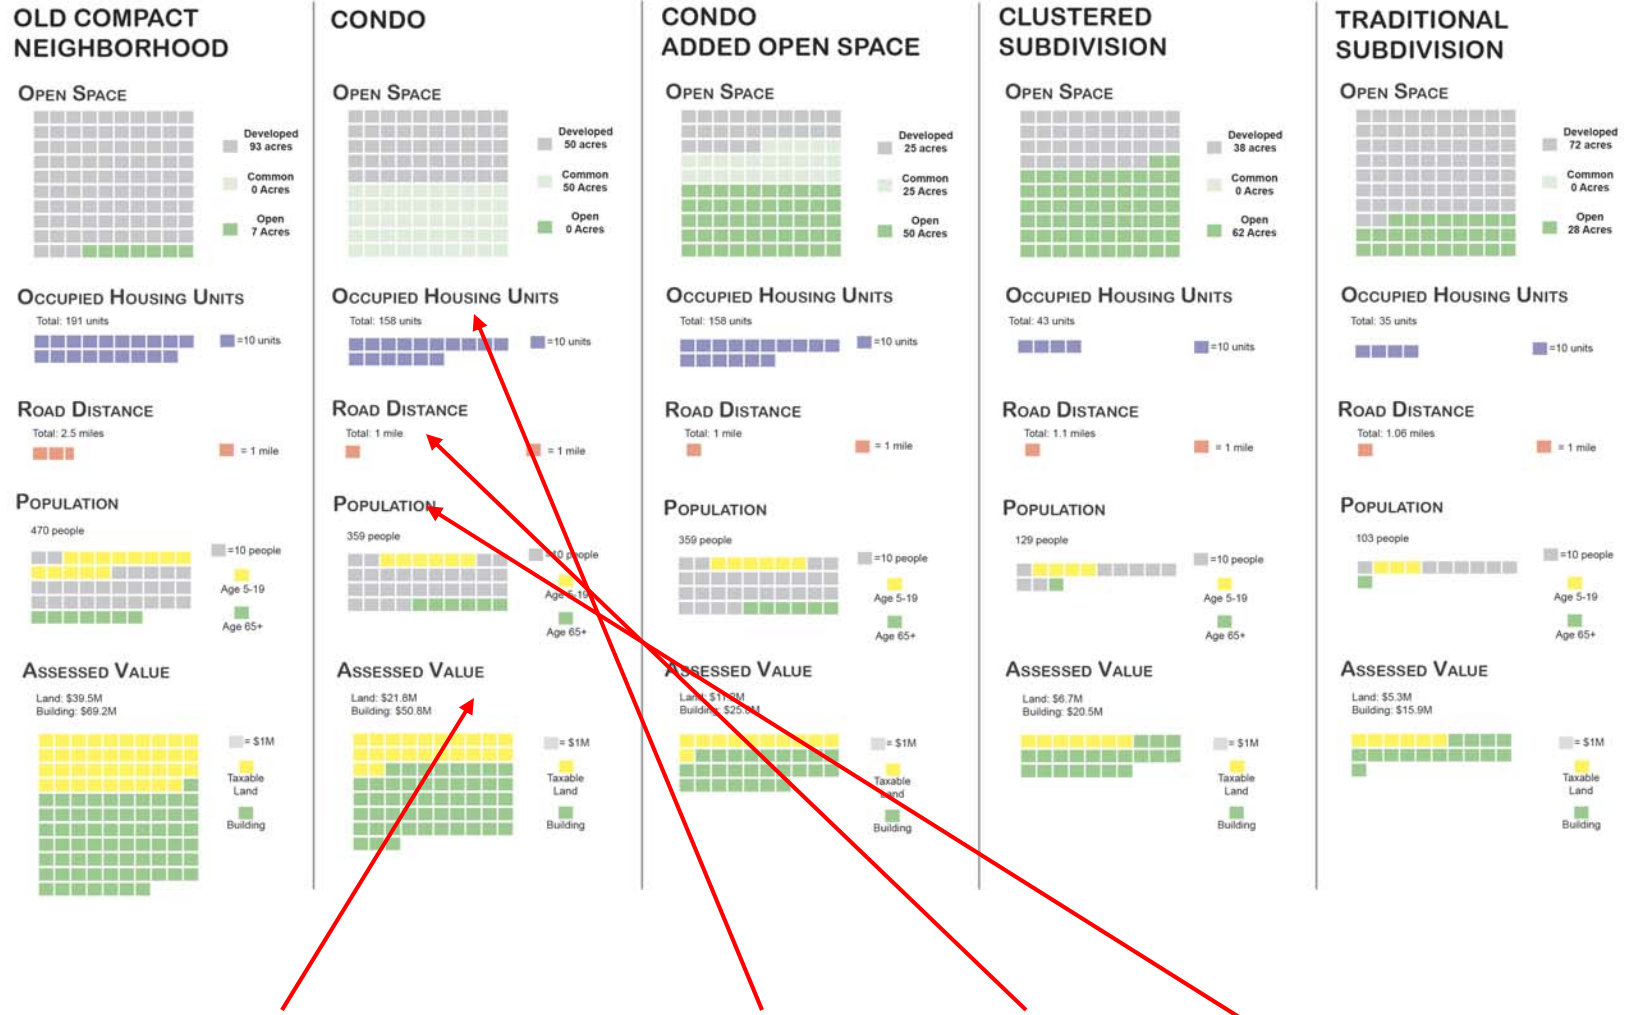 OLD COMPACT
NEIGHBORHOOD
OPEN SPACE
Developed
93 acres
Common
0 Acres
Open
7 Acres
OCCUPIED HOUSING UNITS
Total: 191 units
=10 units
ROAD DISTANCE
Total: 2.5 miles
= 1 mile
POPULATION
470 people
=10 people
Age 5-19
Age 65+
ASSESSED VALUE
Land: $39.5M
Building: $69.2M
= $1M
Taxable
Land
Building
CONDO
OPEN SPACE
Developed
50 acres
Common
50 Acres
Open
0 Acres
OCCUPIED HOUSING UNITS
Total: 158 units
=10 units
ROAD DISTANCE
Total: 1 mile
= 1 mile
POPULATION
359 people
=10 people
Age 5-19
Age 65+
ASSESSED VALUE
Land: $21.8M
Building: $50.8M
= $1M
Taxable
Land
Building
CONDO
ADDED OPEN SPACE
OPEN SPACE
Developed
25 acres
Common
25 Acres
Open
50 Acres
OCCUPIED HOUSING UNITS
Total: 158 units
=10 units
ROAD DISTANCE
Total: 1 mile
= 1 mile
POPULATION
359 people
=10 people
Age 5-19
Age 65+
ASSESSED VALUE
Land:
Building:
= $1M
Taxable
Land
Building
CLUSTERED
SUBDIVISION
OPEN SPACE
Developed
38 acres
Common
0 Acres
Open
62 Acres
OCCUPIED HOUSING UNITS
Total: 43 units
=10 units
ROAD DISTANCE
Total: 1.1 miles
= 1 mile
POPULATION
129 people
=10 people
Age 5-19
Age 65+
ASSESSED VALUE
Land: $6.7M
Building: $20.5M
= $1M
Taxable
Land
Building
TRADITIONAL
SUBDIVISION
OPEN SPACE
Developed
72 acres
Common
0 Acres
Open
28 Acres
OCCUPIED HOUSING UNITS
Total: 35 units
=10 units
ROAD DISTANCE
Total: 1.06 miles
= 1 mile
POPULATION
103 people
=10 people
Age 5-19
Age 65+
ASSESSED VALUE
Land: $5.3M
Building: $15.9M
= $1M
Taxable
Land
Building